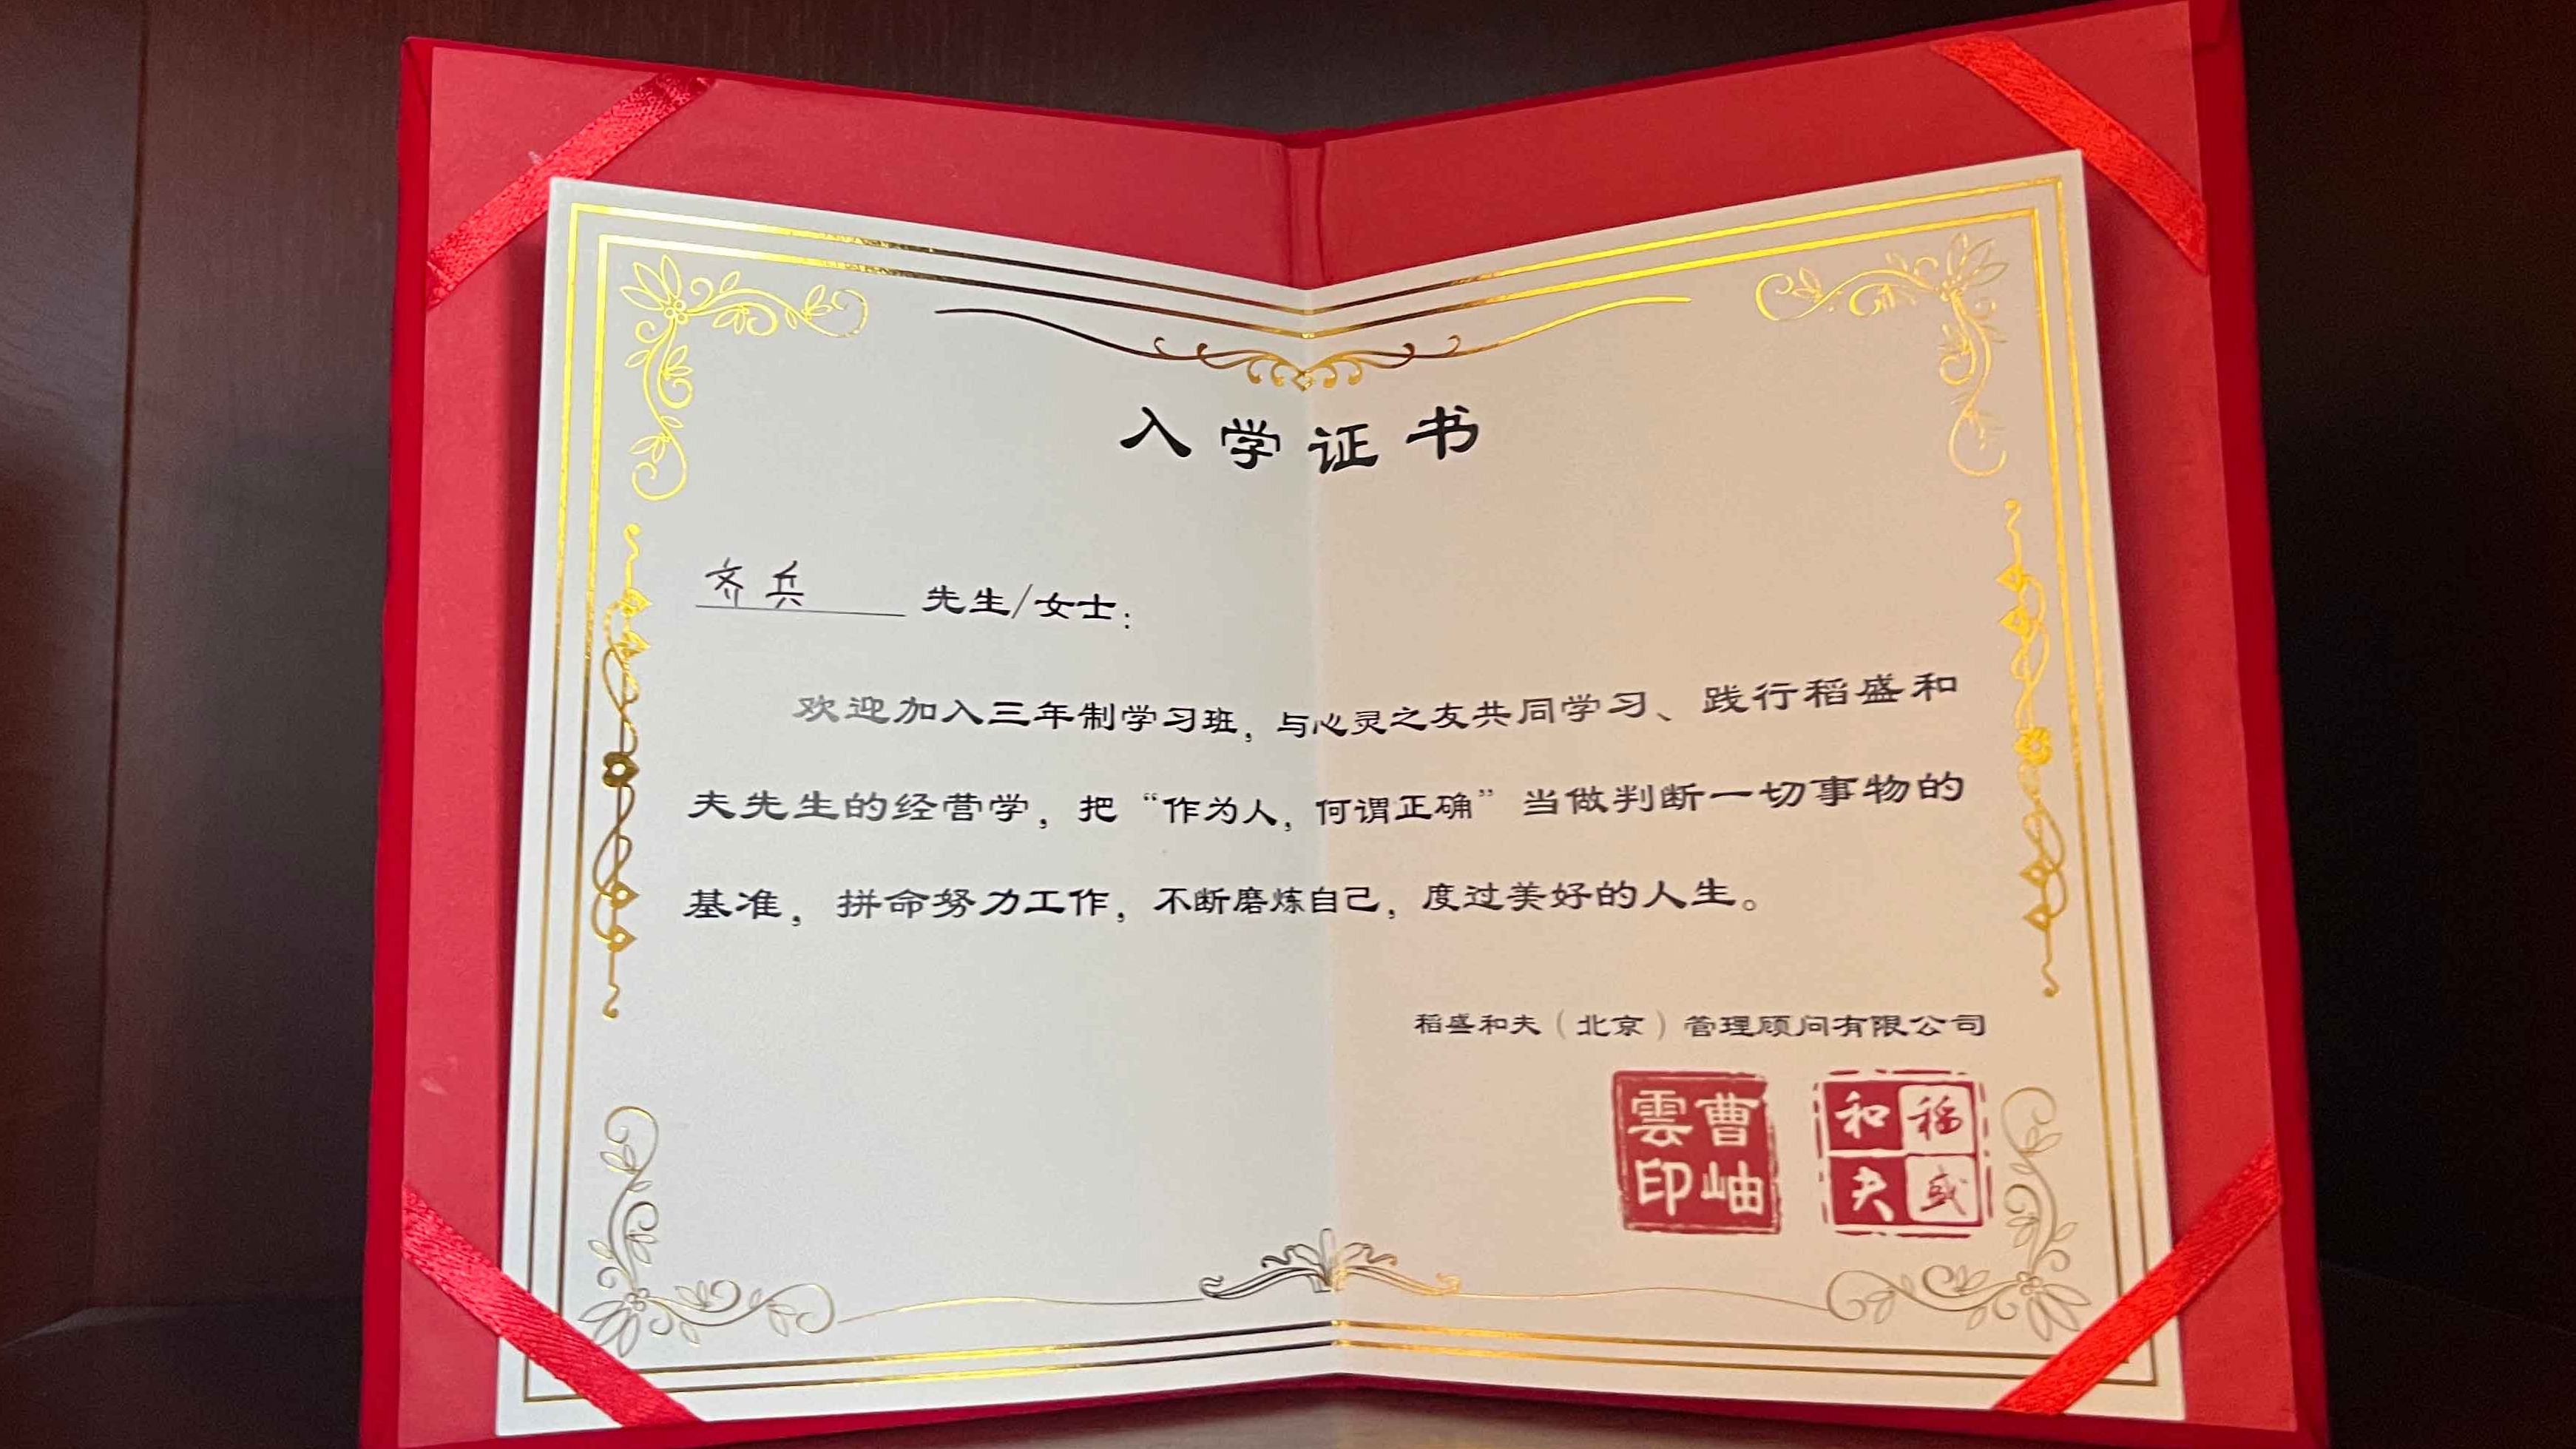 入学证书
齐兵 先生/女士：
欢迎加入三年制学习班，与心灵之友共同学习、践行稻盛和
夫先生的经营学，把“作为人，何谓正确”当做判断一切事物的
基准，拼命努力工作，不断磨炼自己，度过美好的人生。
稻盛和夫（北京）管理顾问有限公司
曹岫雲印
稻盛和夫